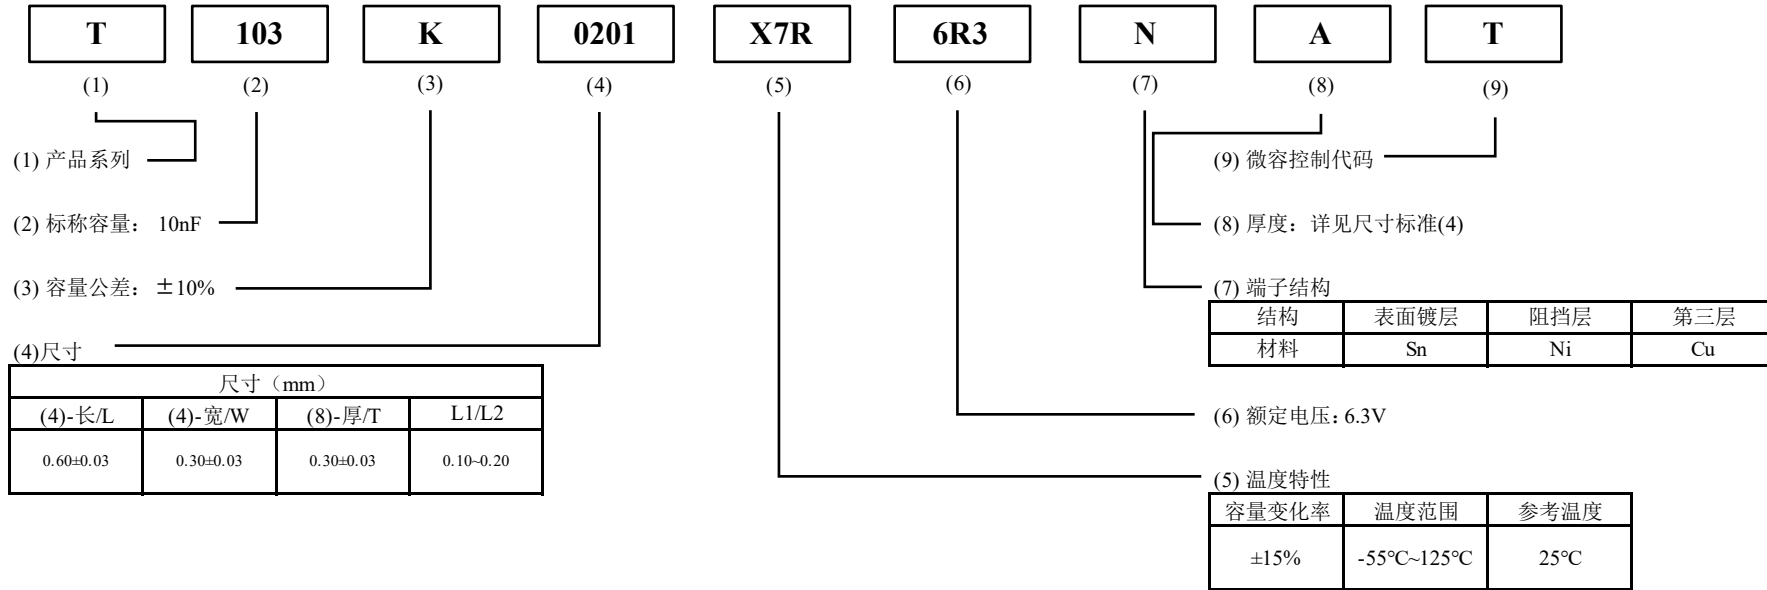 T 103 K 0201 X7R 6R3 N A T
(1) (2) (3) (4) (5) (6) (7) (8) (9)
(1) 产品系列
(9) 微容控制代码
(2) 标称容量： 10nF
(8) 厚度：详见尺寸标准(4)
(3) 容量公差： ±10%
(7) 端子结构
结构 表面镀层 阻挡层 第三层
材料 Sn Ni Cu
(4)尺寸
尺寸（mm）
(4)-长/L (4)-宽/W (8)-厚/T L1/L2
0.60±0.03 0.30±0.03 0.30±0.03 0.10~0.20
(6) 额定电压: 6.3V
(5) 温度特性
容量变化率 温度范围 参考温度
±15% -55℃~125℃ 25℃